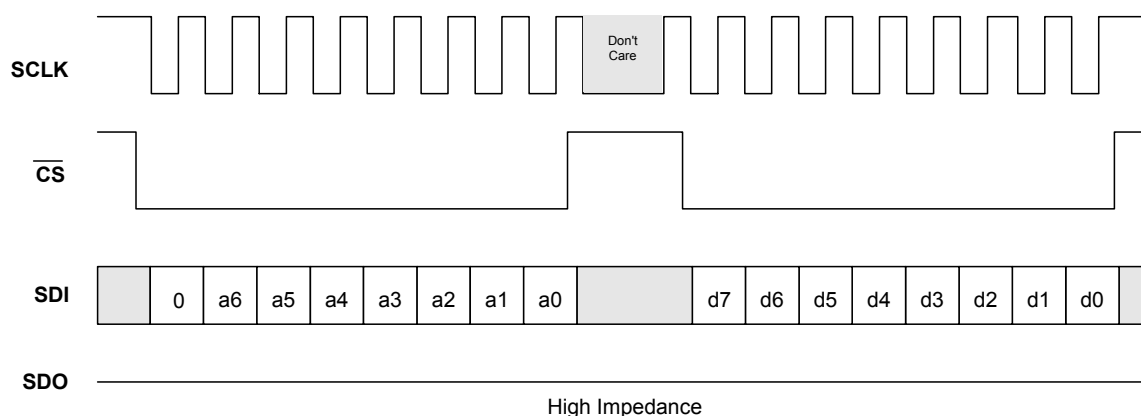 Don't
Care
SCLK
CS
SDI 0 a6 a5 a4 a3 a2 a1 a0 d7 d6 d5 d4 d3 d2 d1 d0
SDO
High Impedance